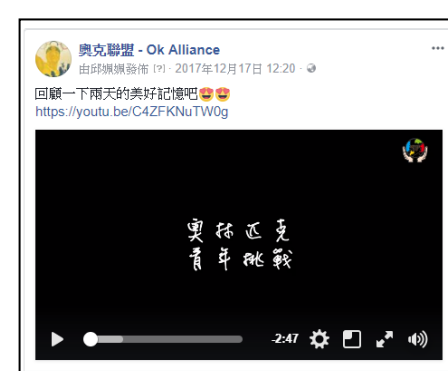 奧克聯盟 - Ok Alliance
由邱姵姵發佈 [?] · 2017年12月17日 12:20 ·
回顧一下兩天的美好記憶吧😍😍
https://youtu.be/C4ZFKNuTW0g
奧林匹克
青年挑戰
-2:47